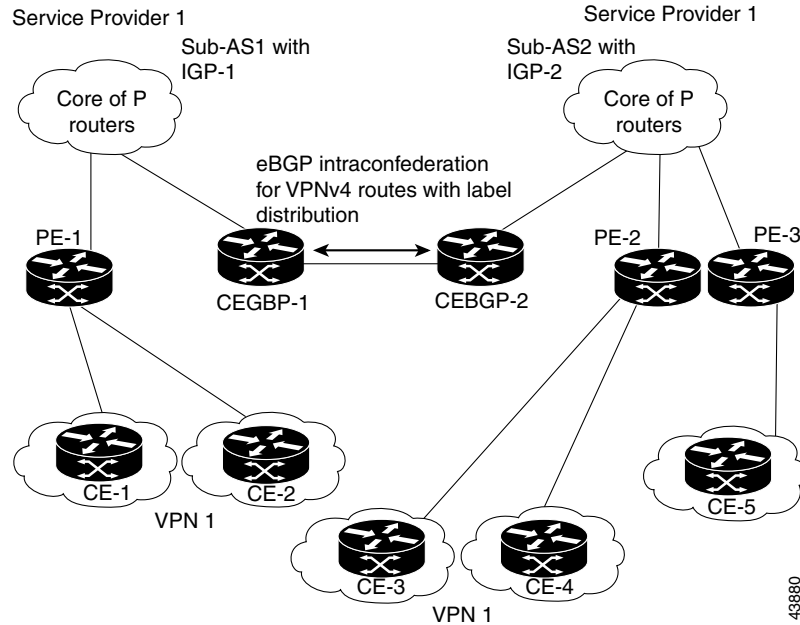 Service Provider 1
Service Provider 1
Sub-AS1 with
IGP-1
Sub-AS2 with
IGP-2
Core of P
routers
Core of P
routers
eBGP intraconfederation
for VPNv4 routes with label
distribution
PE-1
PE-2
PE-3
CEGBP-1
CEBGP-2
CE-1
CE-2
VPN 1
CE-5
CE-3
CE-4
VPN 1
43880